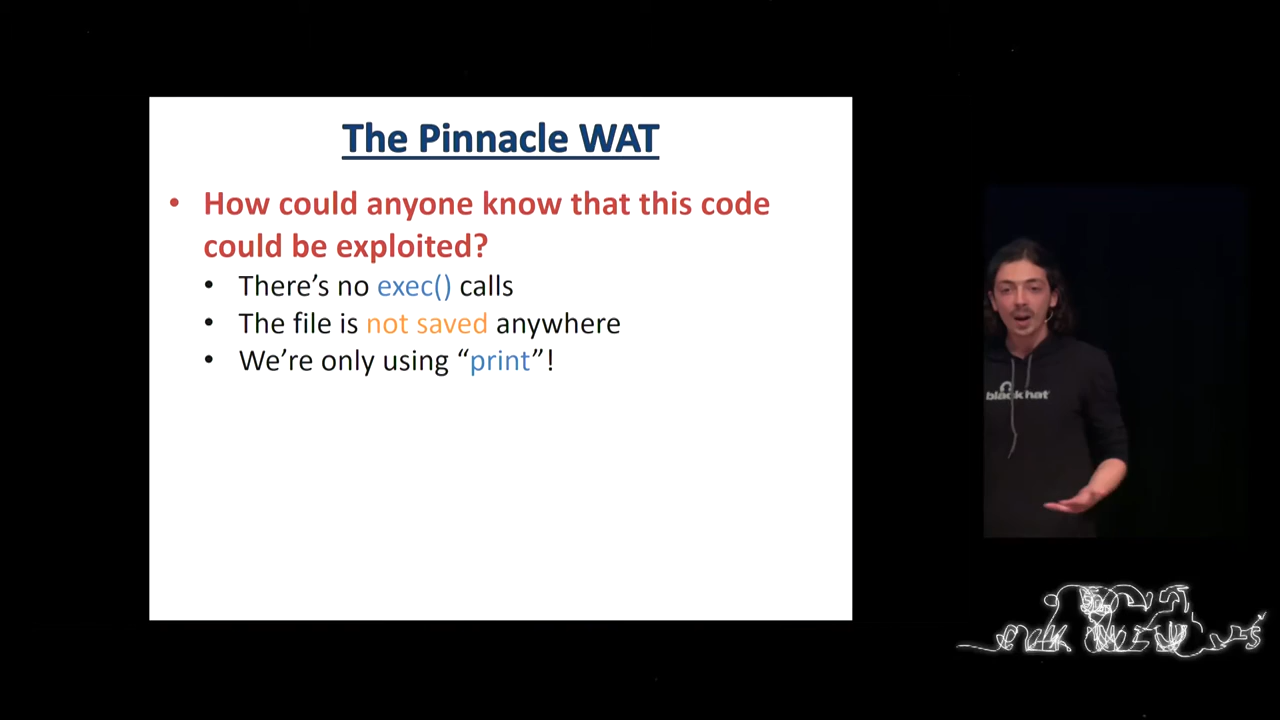 The Pinnacle WAT
• How could anyone know that this code
could be exploited?
• There's no exec() calls
• The file is not saved anywhere
• We're only using “print”!
black hat